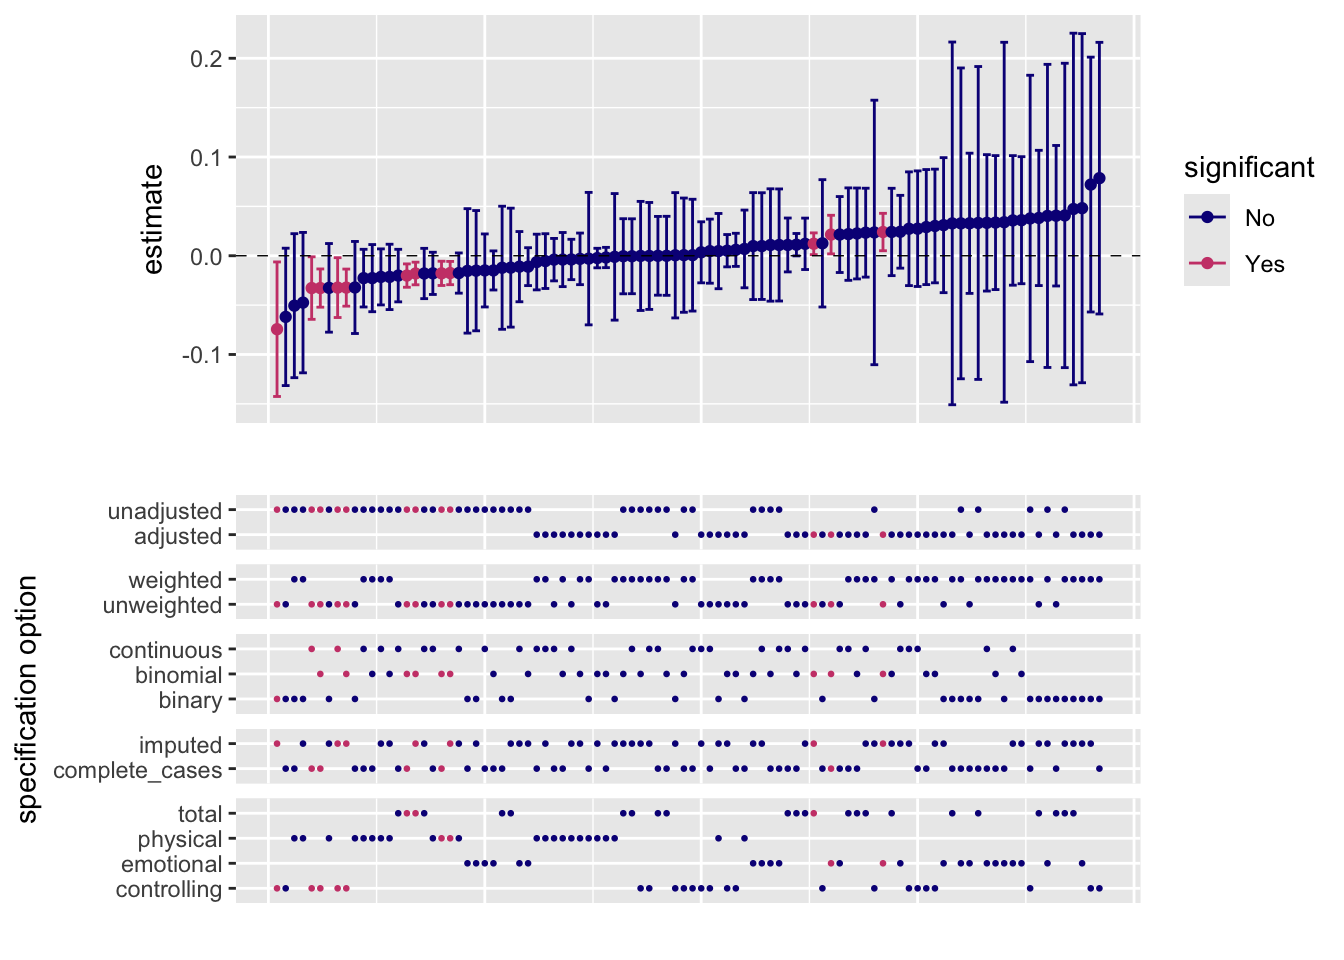 estimate
0.2
0.1
0.0
-0.1
significant
No
Yes
specification option
unadjusted
adjusted
weighted
unweighted
continuous
binomial
binary
imputed
complete_cases
total
physical
emotional
controlling